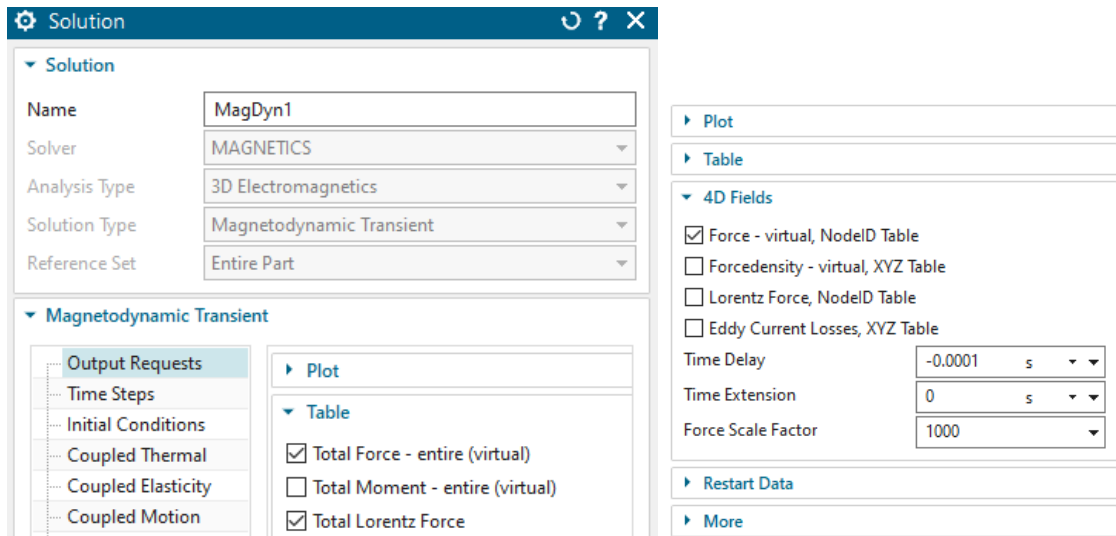 Solution
Solution
Name MagDyn1
Solver MAGNETICS
Analysis Type 3D Electromagnetics
Solution Type Magnetodynamic Transient
Reference Set Entire Part
Magnetodynamic Transient
Output Requests
Time Steps
Initial Conditions
Coupled Thermal
Coupled Elasticity
Coupled Motion
Plot
Table
Total Force - entire (virtual)
Total Moment - entire (virtual)
Total Lorentz Force
Plot
Table
4D Fields
Force - virtual, NodeID Table
Forcedensity - virtual, XYZ Table
Lorentz Force, NodeID Table
Eddy Current Losses, XYZ Table
Time Delay -0.0001 s
Time Extension 0 s
Force Scale Factor 1000
Restart Data
More